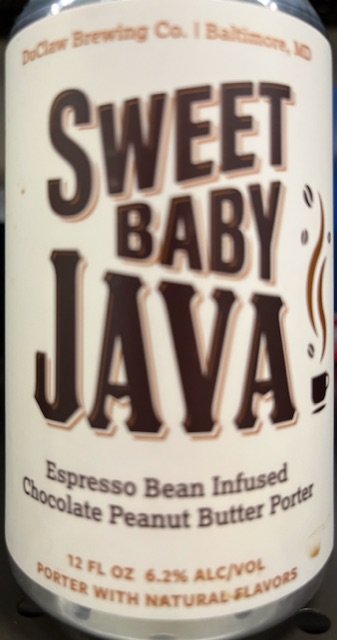 DuClaw Brewing Co. | Baltimore, MD
SWEET
BABY
JAVA
Espresso Bean Infused
Chocolate Peanut Butter Porter
12 FL OZ 6.2% ALC/VOL
PORTER WITH NATURAL FLAVORS